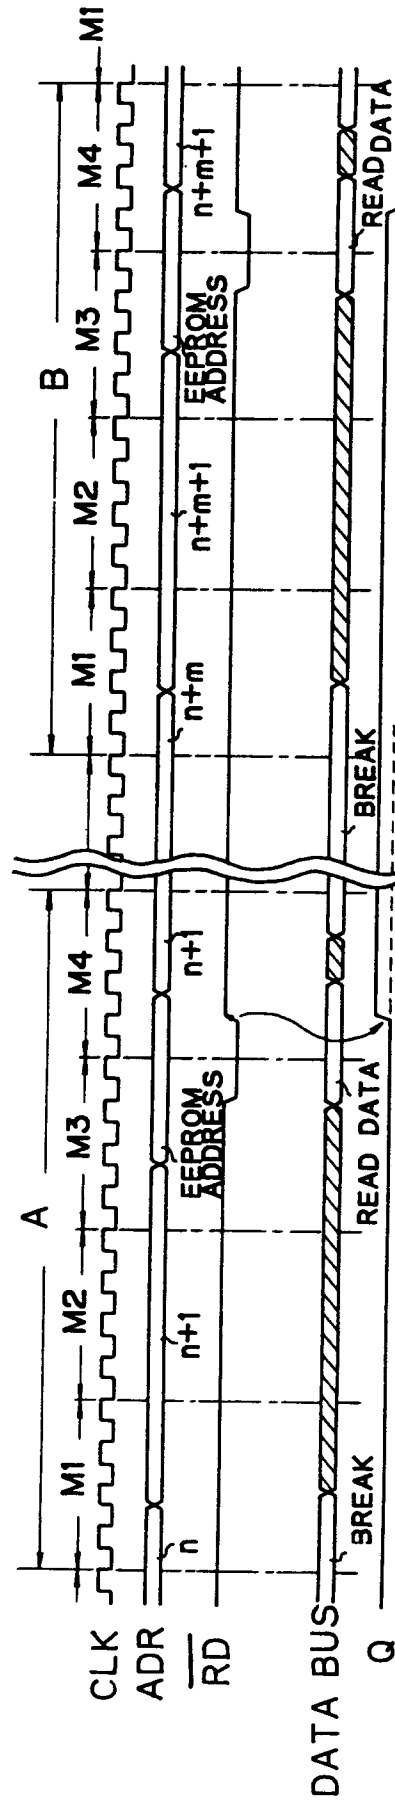 A
B
M1
M2
M3
M4
M1
M2
M3
M4
M1
CLK
ADR
n
n+1
EEPROM
ADDRESS
n+1
n+m
n+m+1
EEPROM
ADDRESS
n+m+1
RD
DATA BUS
BREAK
READ DATA
BREAK
READ DATA
Q